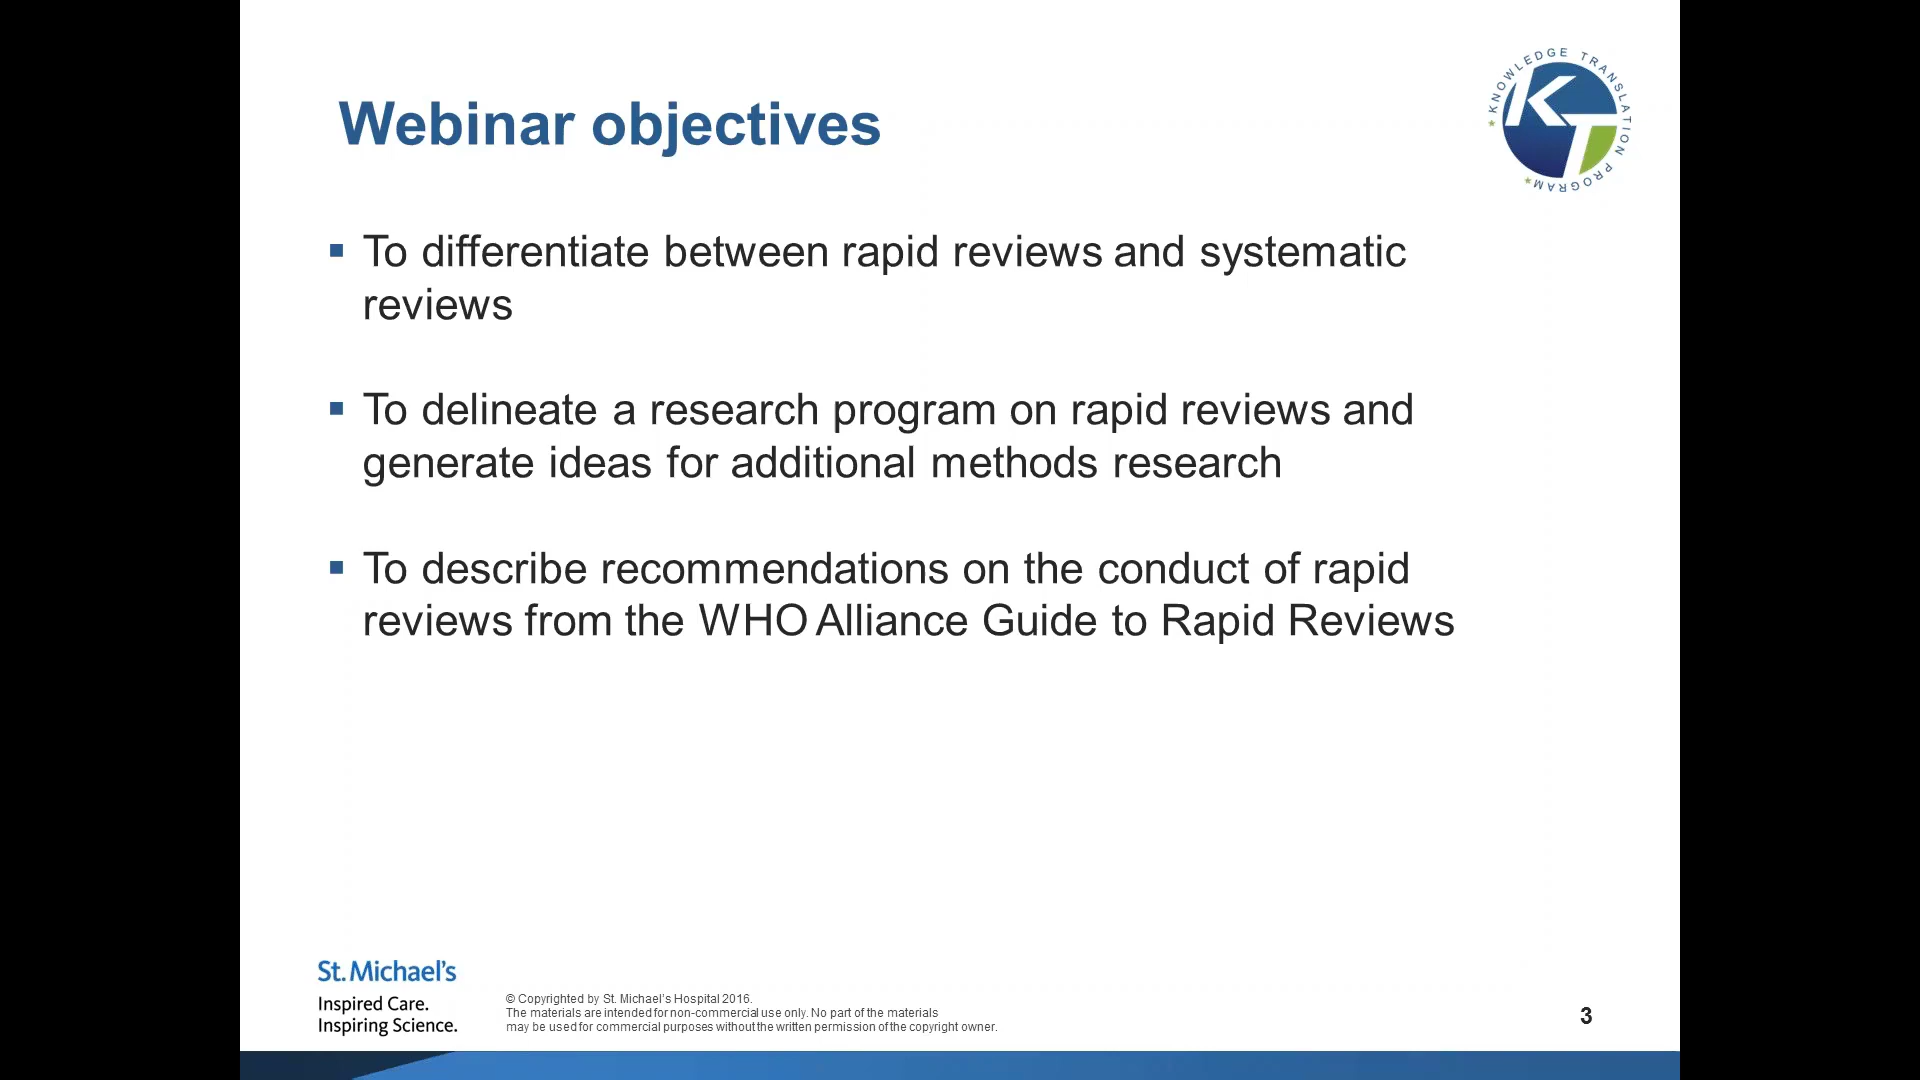 KNOWLEDGE TRANSLATION PROGRAM
KT
Webinar objectives
To differentiate between rapid reviews and systematic
reviews
To delineate a research program on rapid reviews and
generate ideas for additional methods research
To describe recommendations on the conduct of rapid
reviews from the WHO Alliance Guide to Rapid Reviews
St. Michael's
Inspired Care.
Inspiring Science.
© Copyrighted by St. Michael's Hospital 2016.
The materials are intended for non-commercial use only. No part of the materials
may be used for commercial purposes without the written permission of the copyright owner.
3